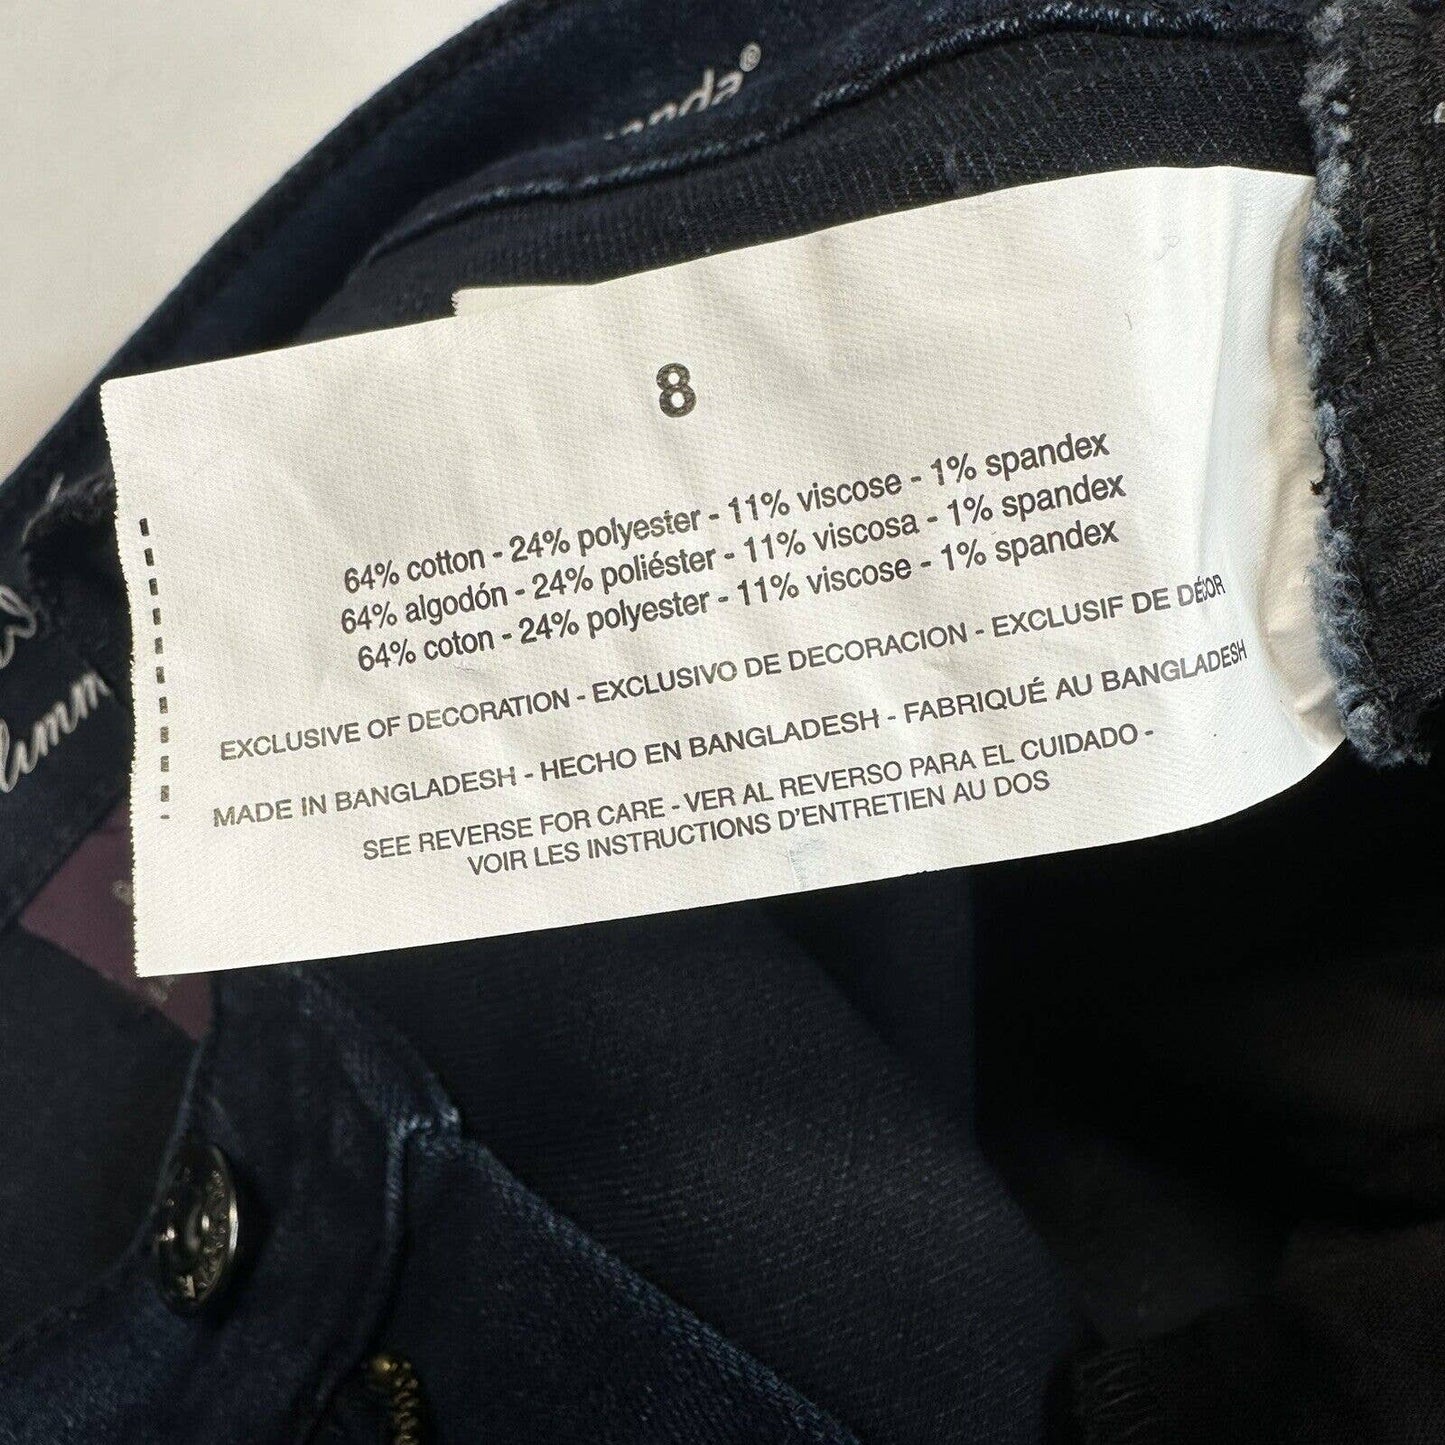 8
64% cotton - 24% polyester - 11% viscose - 1% spandex
64% algodón - 24% poliéster - 11% viscosa - 1% spandex
64% coton - 24% polyester - 11% viscose - 1% spandex
EXCLUSIVE OF DECORATION - EXCLUSIVO DE DECORACION - EXCLUSIF DE DÉCOR
MADE IN BANGLADESH - HECHO EN BANGLADESH - FABRIQUÉ AU BANGLADESH
SEE REVERSE FOR CARE - VER AL REVERSO PARA EL CUIDADO -
VOIR LES INSTRUCTIONS D'ENTRETIEN AU DOS